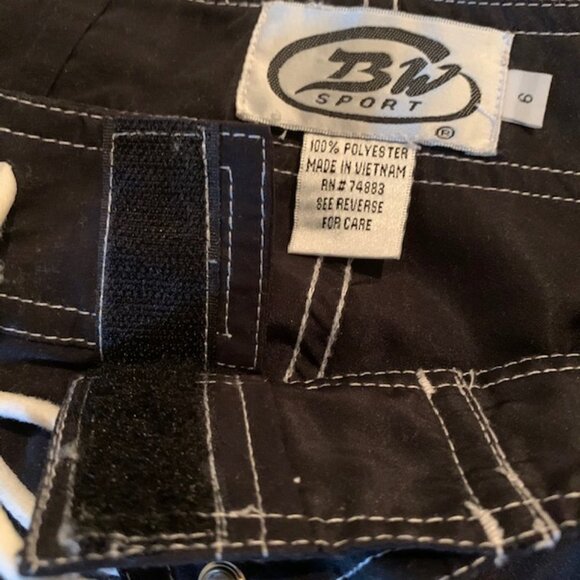 BW
SPORT
®
6
100% POLYESTER
MADE IN VIETNAM
RN# 74883
SEE REVERSE
FOR CARE